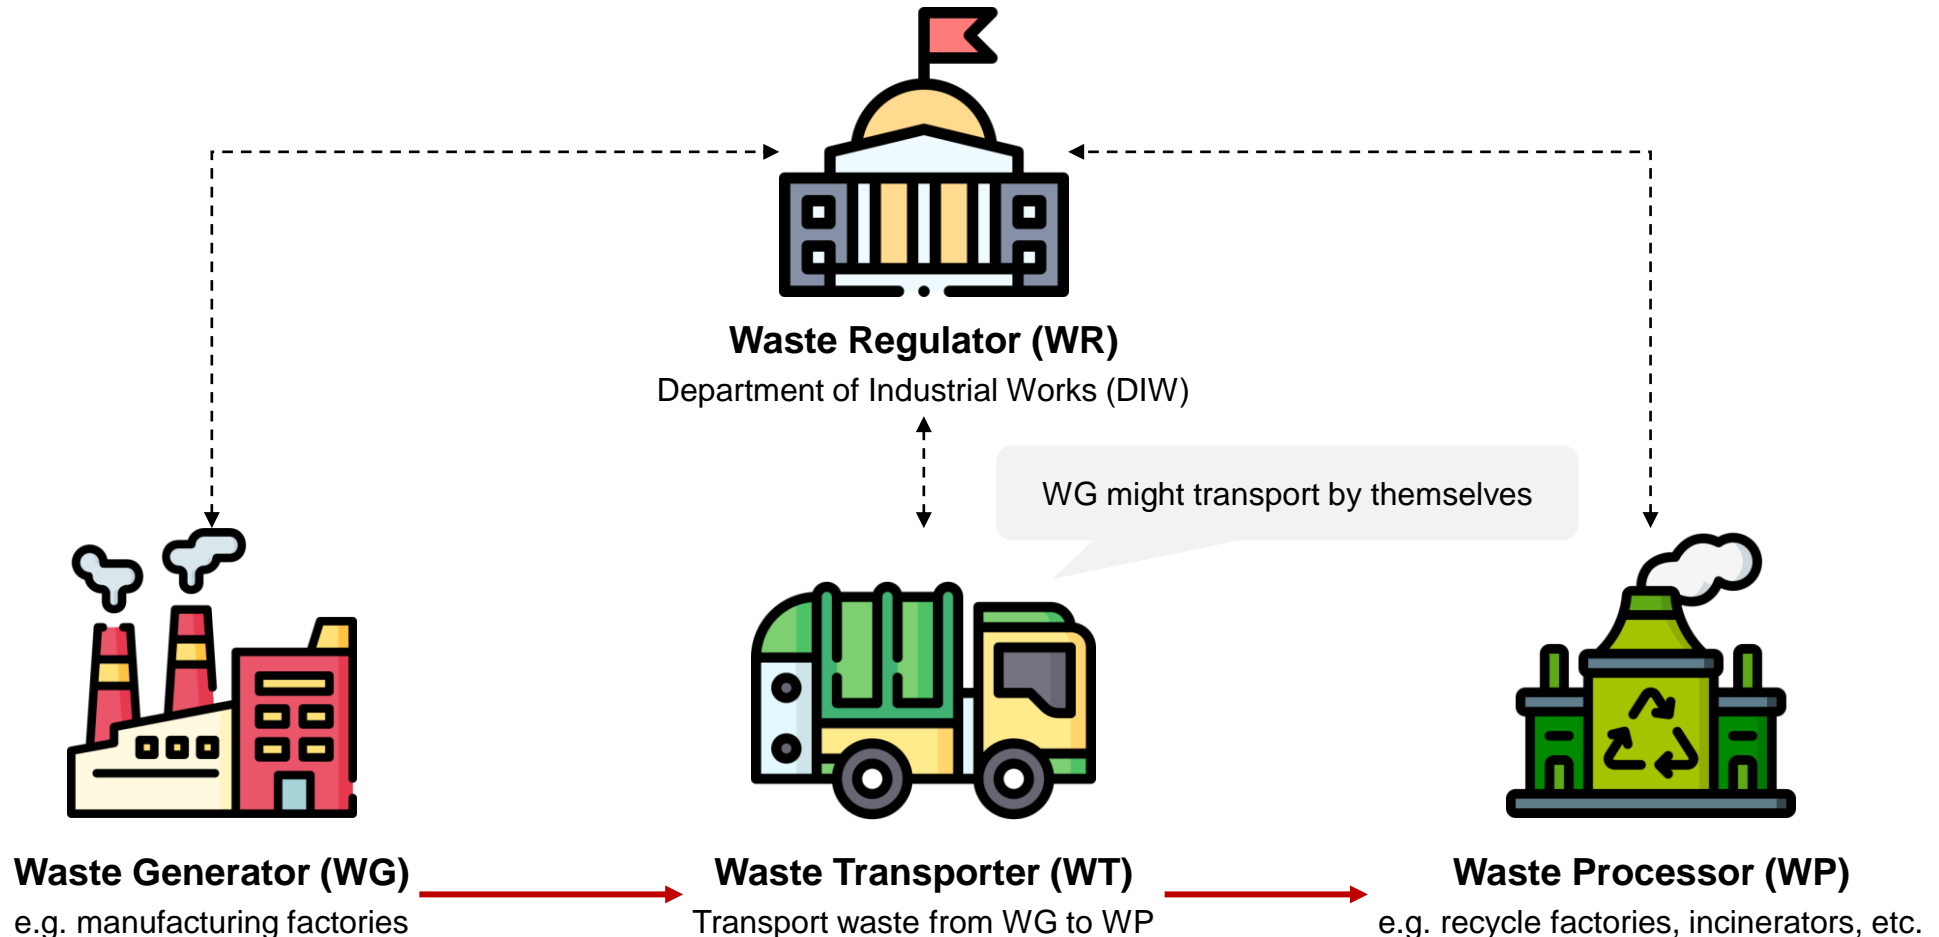 Waste Regulator (WR)
Department of Industrial Works (DIW)
WG might transport by themselves
Waste Generator (WG)
e.g. manufacturing factories
Waste Transporter (WT)
Transport waste from WG to WP
Waste Processor (WP)
e.g. recycle factories, incinerators, etc.